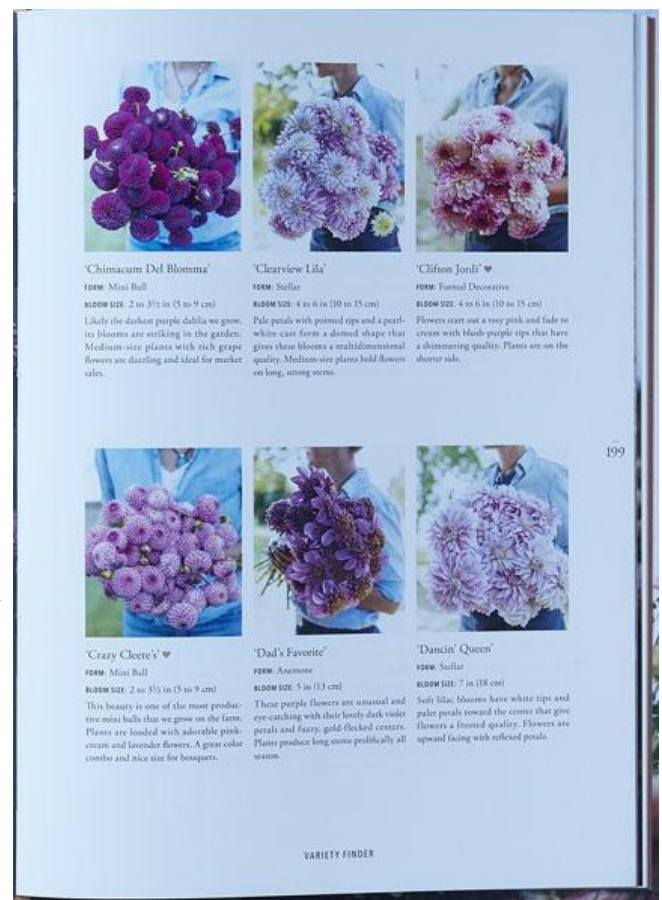 'Chimacum Del Blomma'
FORM: Mini Ball
BLOOM SIZE: 2 to 3½ in (5 to 9 cm)
Likely the darkest purple dahlia we grow,
its blooms are striking in the garden.
Medium-size plants with rich grape
flowers are dazzling and ideal for market
sales.
'Clearview Lila'
FORM: Stellar
BLOOM SIZE: 4 to 6 in (10 to 15 cm)
Pale petals with pointed tips and a pearl-
white cast form a domed shape that
gives these blooms a multidimensional
quality. Medium-size plants hold flowers
on long, strong stems.
'Clifton Jordi' ♥
FORM: Formal Decorative
BLOOM SIZE: 4 to 6 in (10 to 15 cm)
Flowers start out a rosy pink and fade to
cream with blush-purple tips that have
a shimmering quality. Plants are on the
shorter side.
199
'Crazy Cleere's' ♥
FORM: Mini Ball
BLOOM SIZE: 2 to 3½ in (5 to 9 cm)
This beauty is one of the most produc-
tive mini balls that we grow on the farm.
Plants are loaded with adorable pink-
cream and lavender flowers. A great color
combo and nice size for bouquets.
'Dad's Favorite'
FORM: Anemone
BLOOM SIZE: 5 in (13 cm)
These purple flowers are unusual and
eye-catching with their lovely dark violet
petals and fuzzy, gold-flecked centers.
Plants produce long stems prolifically all
season.
'Dancin' Queen'
FORM: Stellar
BLOOM SIZE: 7 in (18 cm)
Soft lilac blooms have white tips and
paler petals toward the center that give
flowers a frosted quality. Flowers are
upward facing with reflexed petals.
VARIETY FINDER